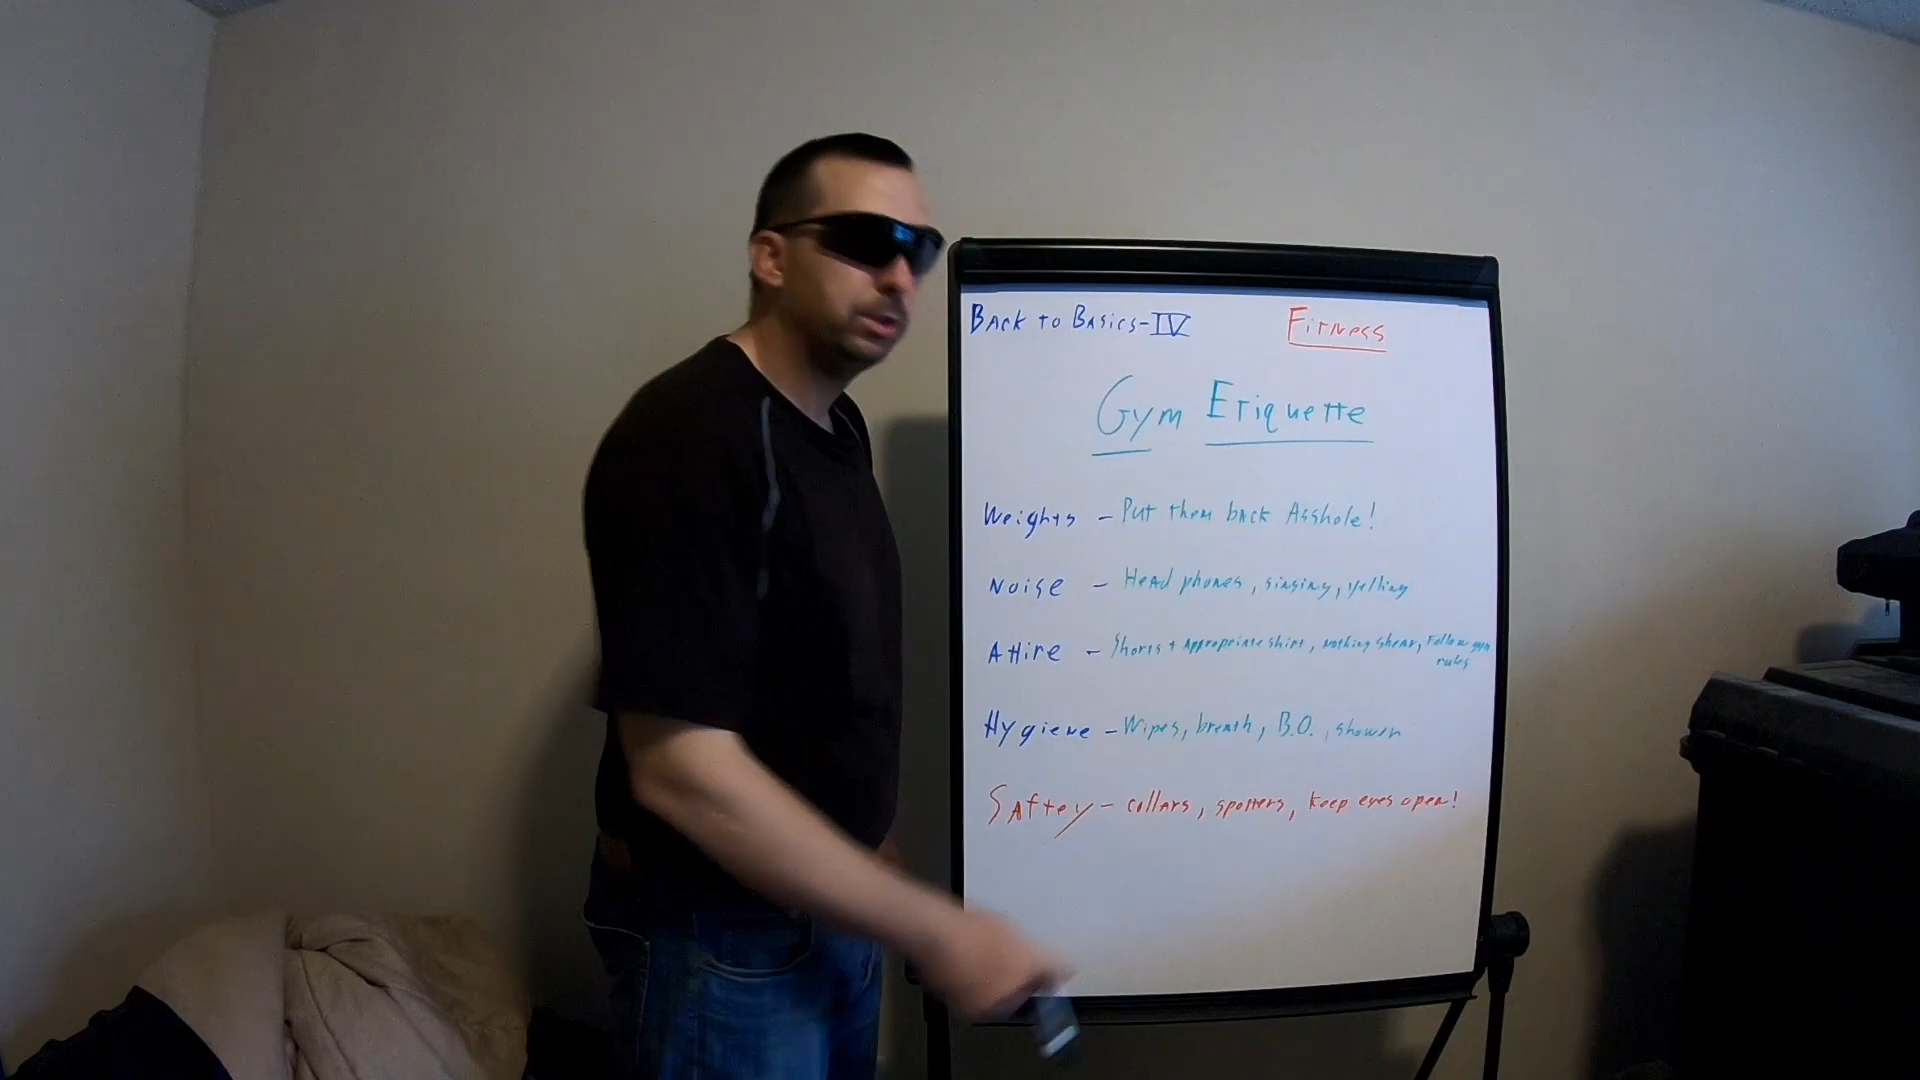 Back to Basics-IV
Fitness
Gym Etiquette
Weights - Put them back Asshole!
Noise - Head phones, singing, yelling
Attire - Shorts + Appropriate shirt, nothing shear, Follow gym
rules
Hygiene - Wipes, breath, B.O., shower
Saftey - collars, spotters, keep eyes open!